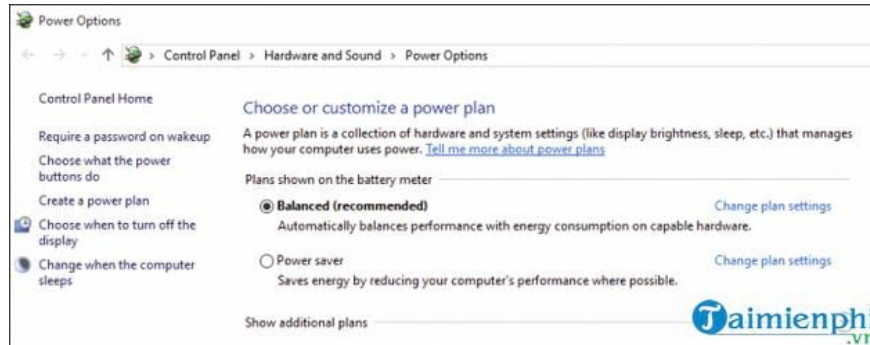 Power Options
Control Panel > Hardware and Sound > Power Options
Control Panel Home
Require a password on wakeup
Choose what the power
buttons do
Create a power plan
Choose when to turn off the
display
Change when the computer
sleeps
Choose or customize a power plan
A power plan is a collection of hardware and system settings (like display brightness, sleep, etc.) that manages
how your computer uses power. Tell me more about power plans
Plans shown on the battery meter
Balanced (recommended) Change plan settings
Automatically balances performance with energy consumption on capable hardware.
Power saver Change plan settings
Saves energy by reducing your computer's performance where possible.
Show additional plans
Taimienphi
.vn